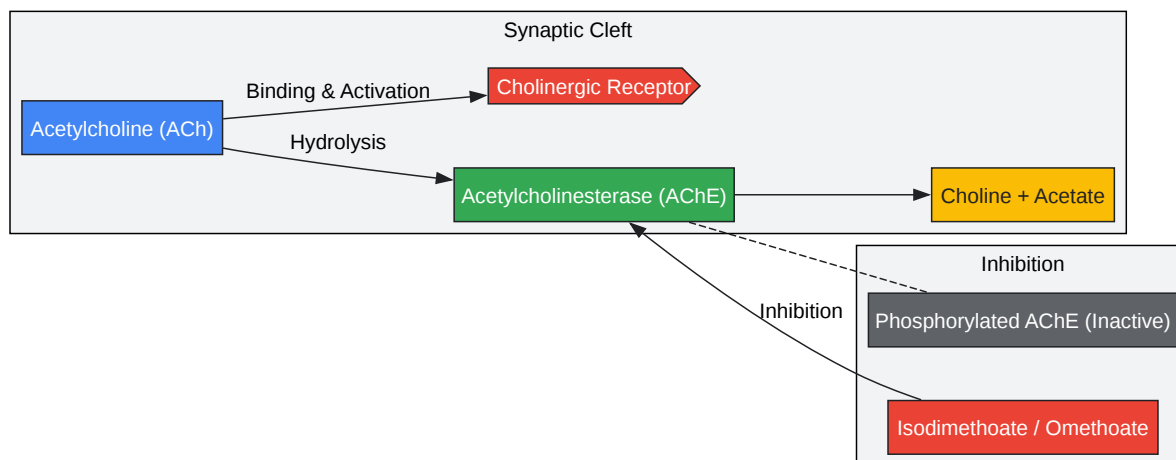 Synaptic Cleft
Binding & Activation
Cholinergic Receptor
Acetylcholine (ACh)
Hydrolysis
Acetylcholinesterase (AChE)
Choline + Acetate
Inhibition
Phosphorylated AChE (Inactive)
Inhibition
Isodimethoate / Omethoate